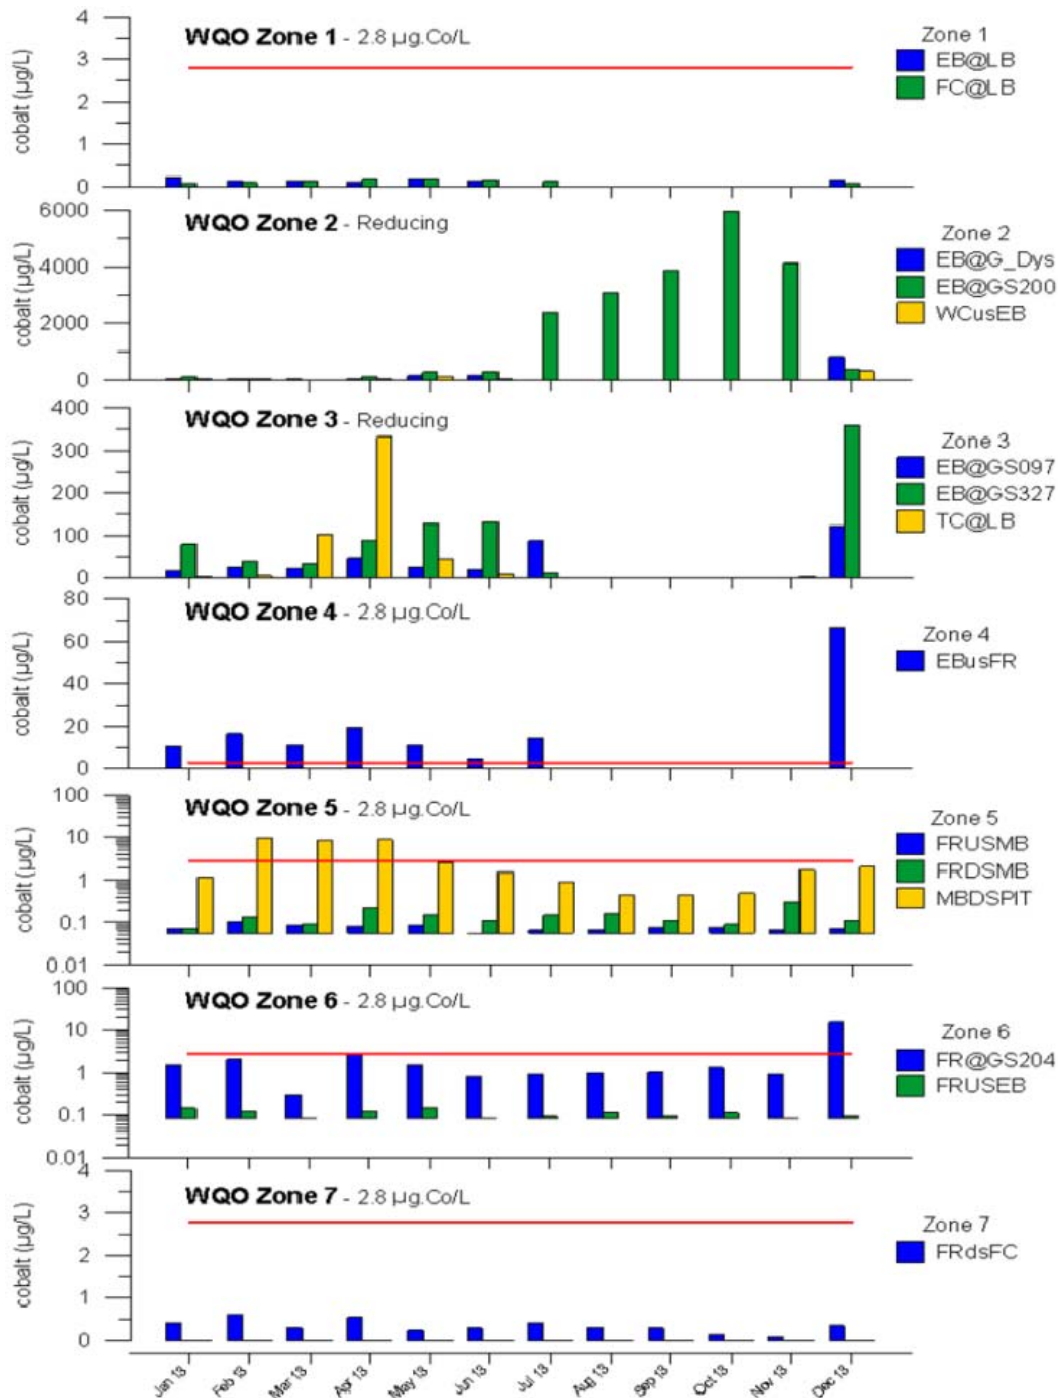 WQO Zone 1 - 2.8 µg.Co/L
cobalt (µg/L)
4
3
2
1
0
Zone 1
EB@LB
FC@LB
WQO Zone 2 - Reducing
cobalt (µg/L)
6000
4000
2000
0
Zone 2
EB@G_Dys
EB@GS200
WCusEB
WQO Zone 3 - Reducing
cobalt (µg/L)
400
300
200
100
0
Zone 3
EB@GS097
EB@GS327
TC@LB
WQO Zone 4 - 2.8 µg.Co/L
cobalt (µg/L)
80
60
40
20
0
Zone 4
EBusFR
WQO Zone 5 - 2.8 µg.Co/L
cobalt (µg/L)
100
10
1
0.1
0.01
Zone 5
FRUSMB
FRDSMB
MBDSPIT
WQO Zone 6 - 2.8 µg.Co/L
cobalt (µg/L)
100
10
1
0.1
0.01
Zone 6
FR@GS204
FRUSEB
WQO Zone 7 - 2.8 µg.Co/L
cobalt (µg/L)
4
3
2
1
0
Zone 7
FRdsFC
Jan 13
Feb 13
Mar 13
Apr 13
May 13
Jun 13
Jul 13
Aug 13
Sep 13
Oct 13
Nov 13
Dec 13